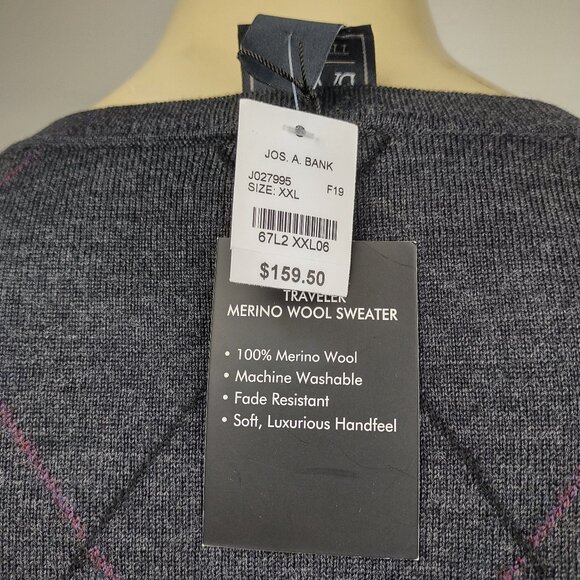 JOS. A. BANK
J027995 F19
SIZE: XXL
67L2 XXL06
$159.50
TRAVELER
MERINO WOOL SWEATER
• 100% Merino Wool
• Machine Washable
• Fade Resistant
• Soft, Luxurious Handfeel